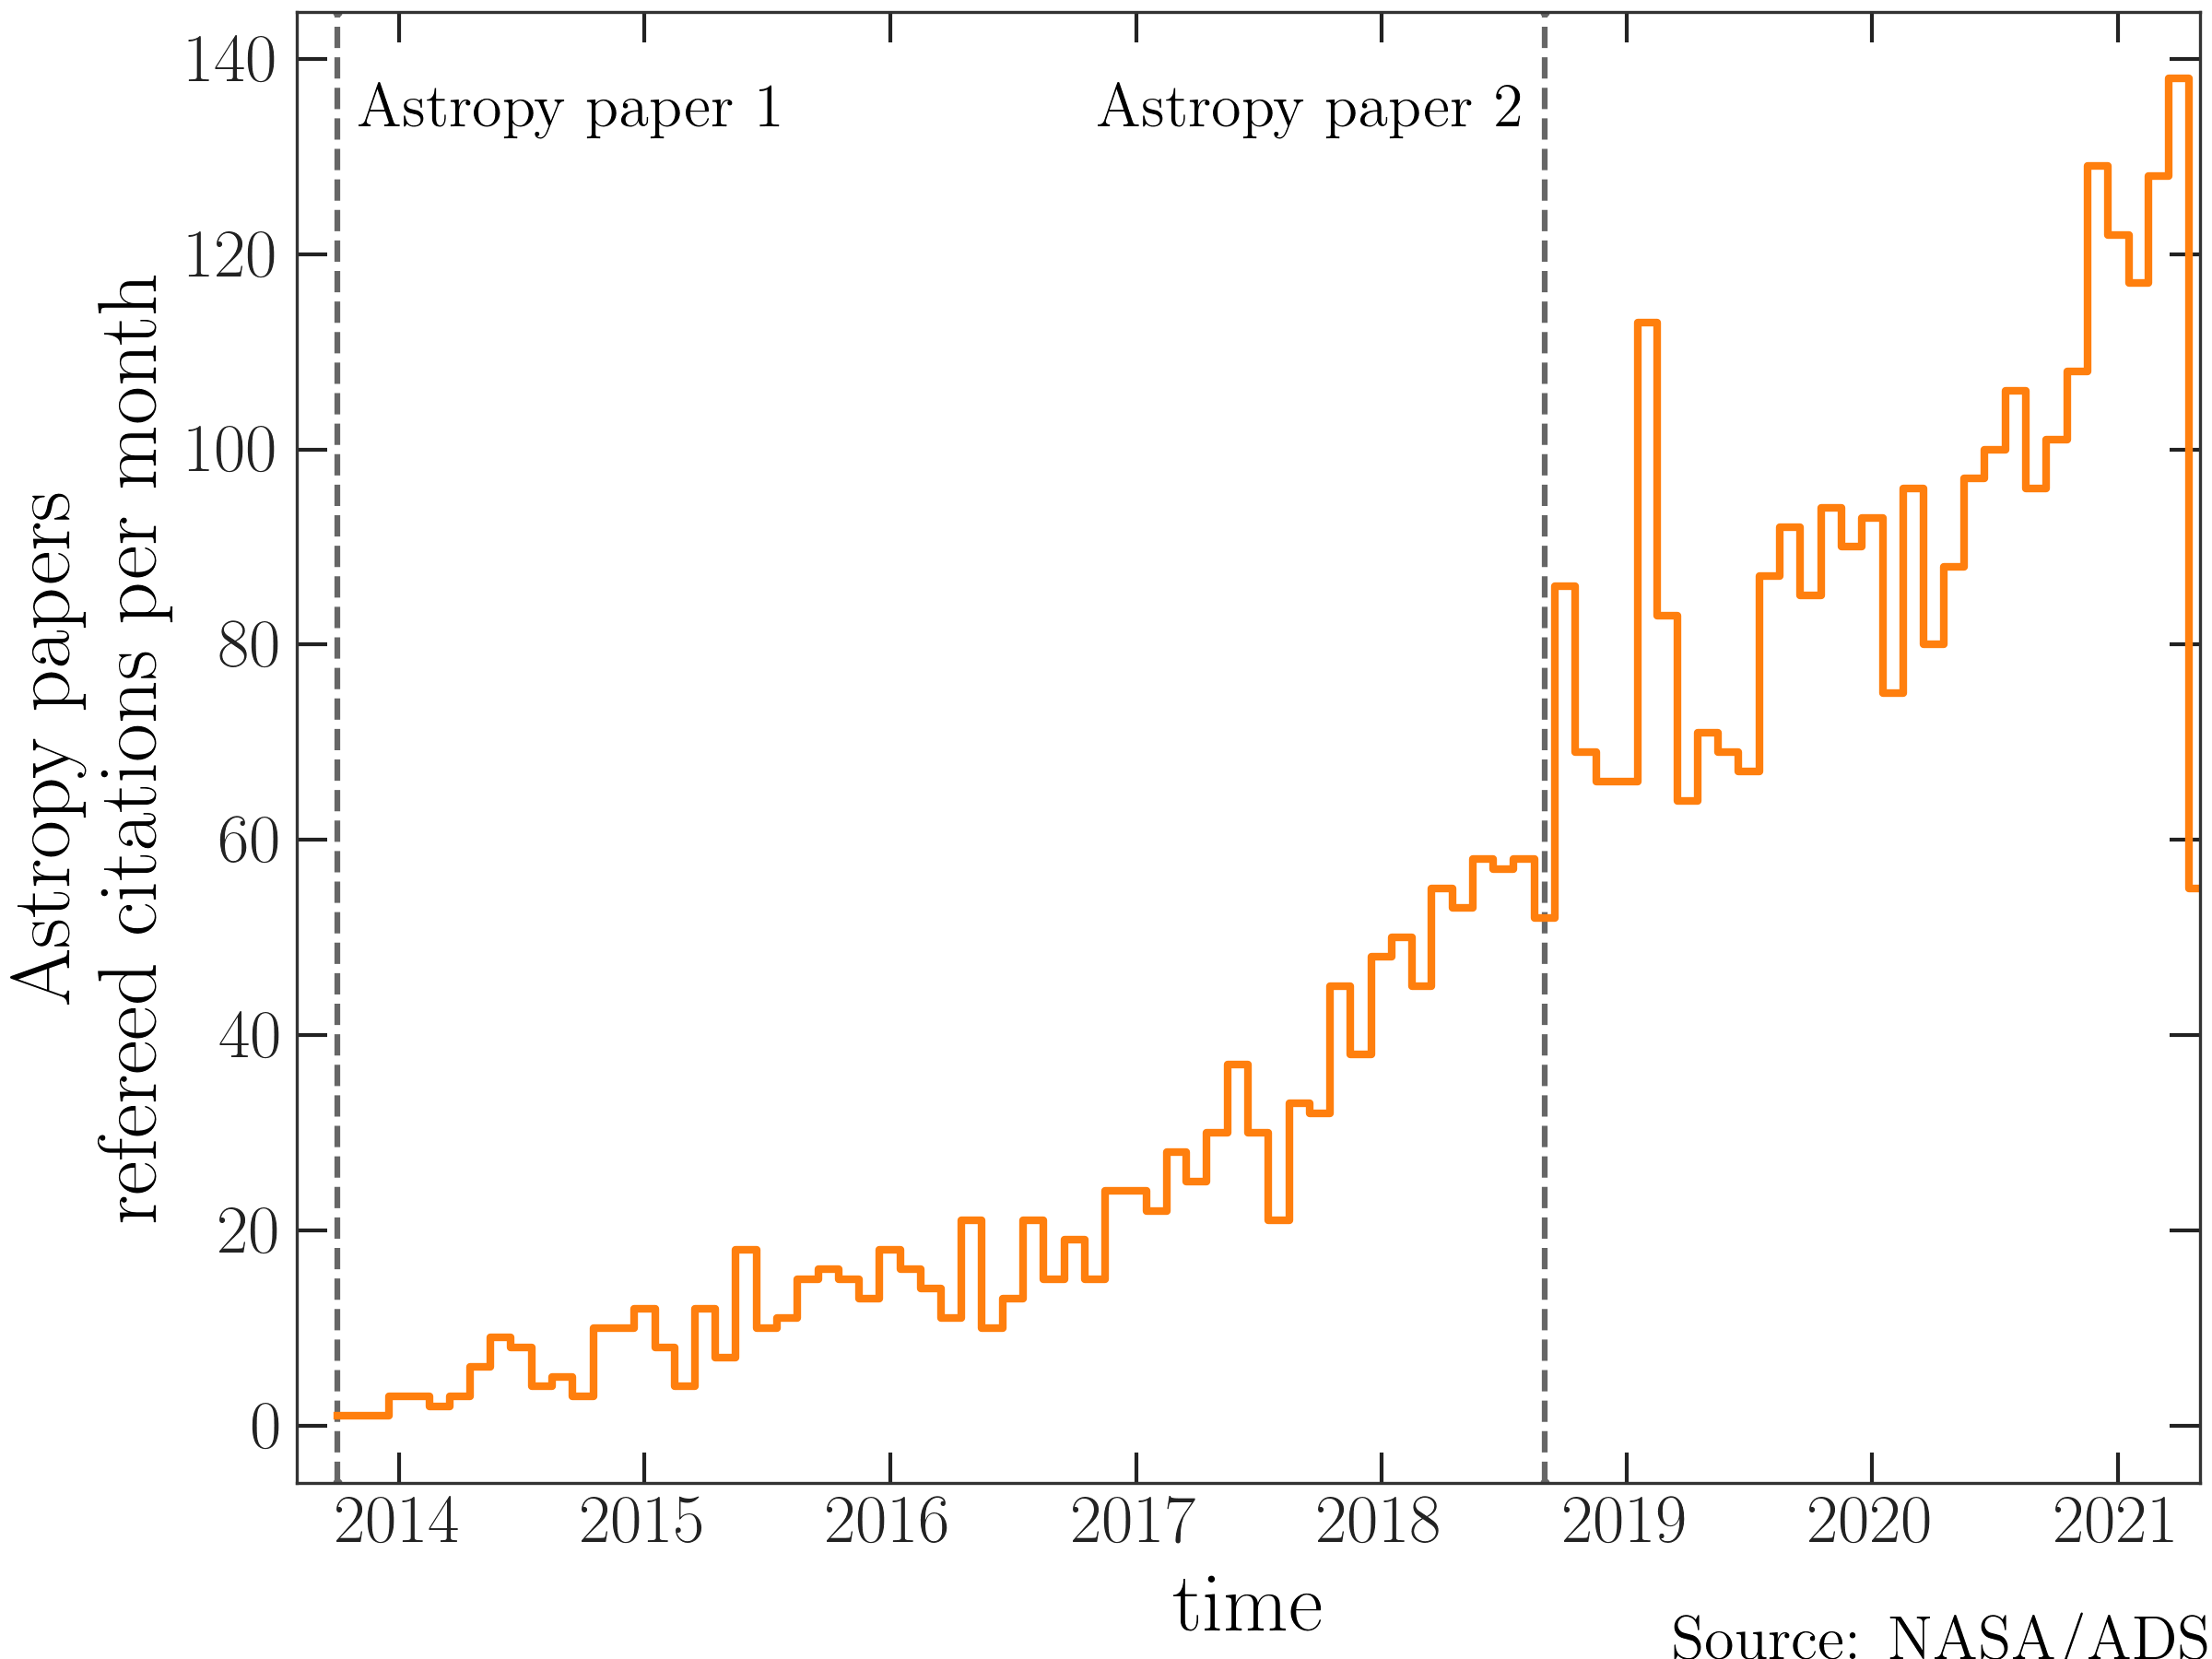 Astropy papers
refereed citations per month
140
120
100
80
60
40
20
0
Astropy paper 1
Astropy paper 2
2014
2015
2016
2017
2018
2019
2020
2021
time
Source: NASA/ADS